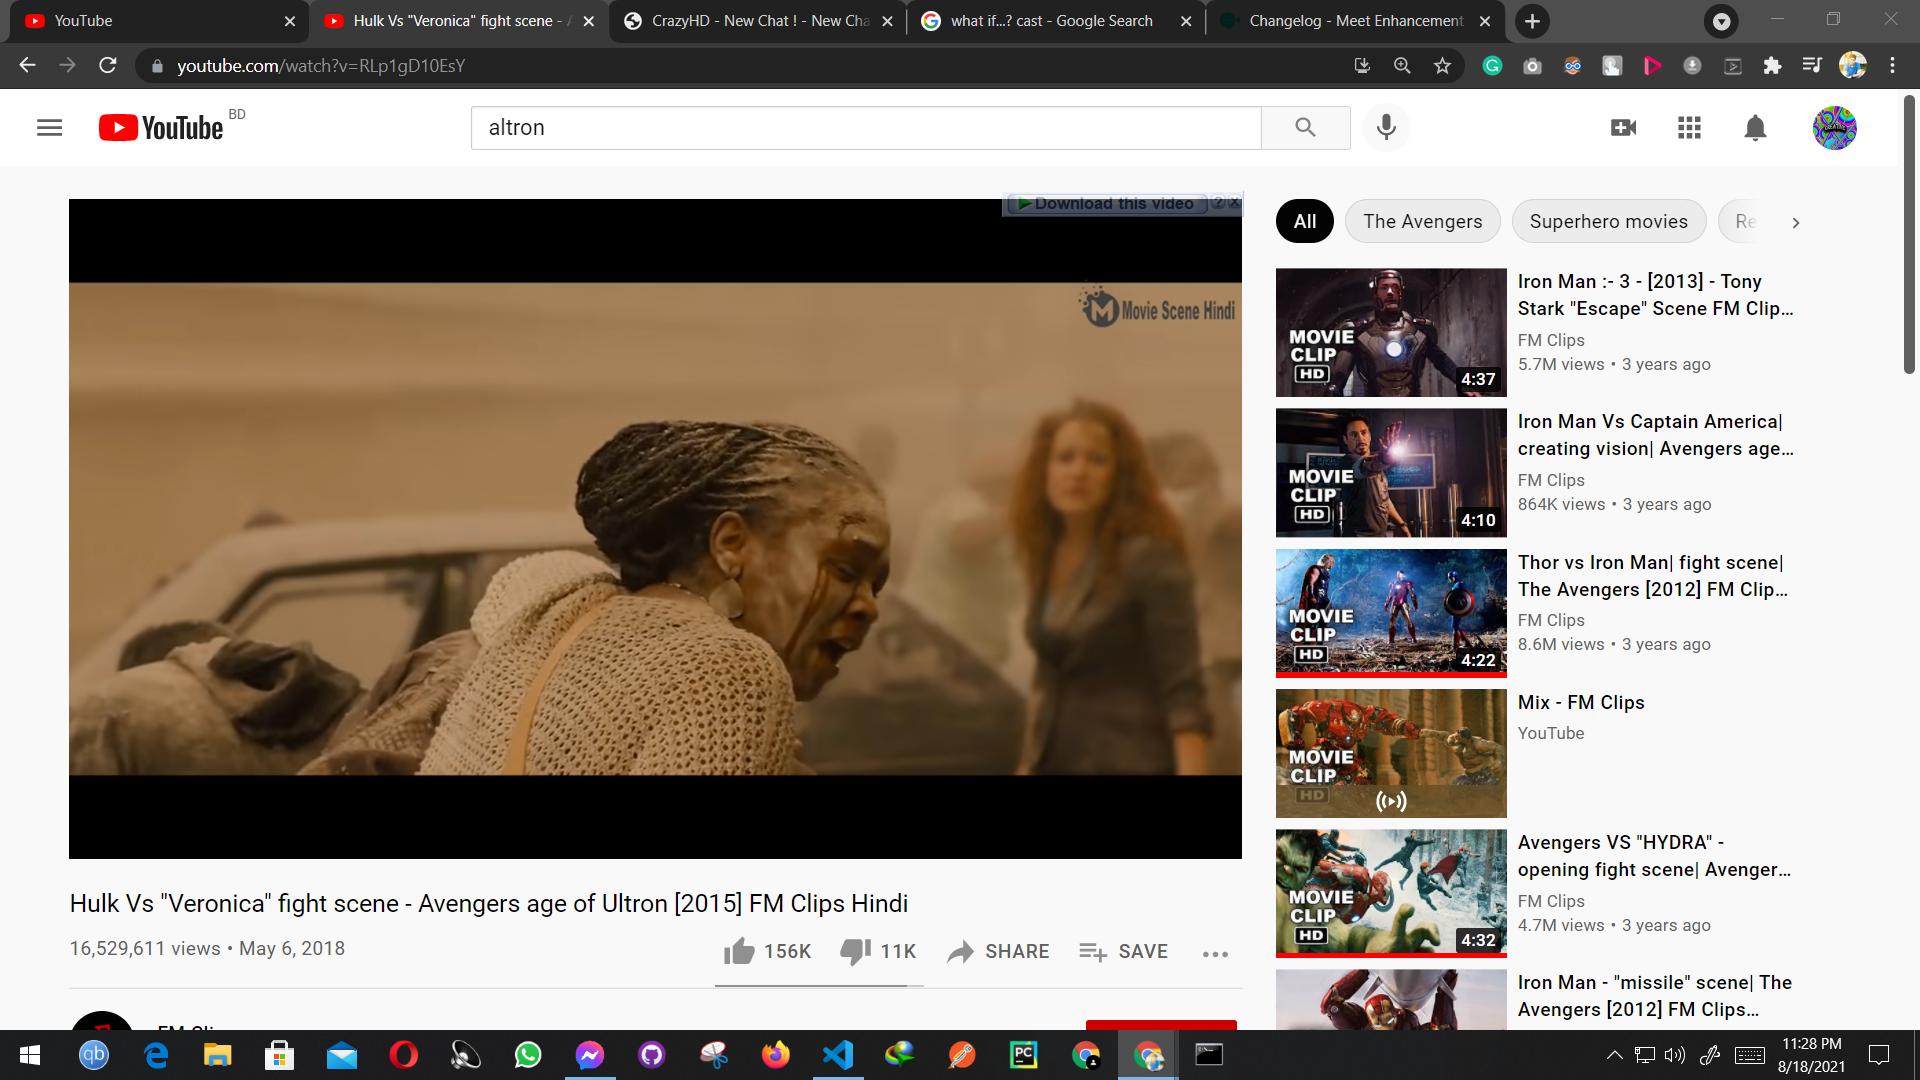 YouTube
Hulk Vs "Veronica" fight scene -
CrazyHD - New Chat ! - New Cha
what if...? cast - Google Search
Changelog - Meet Enhancement
youtube.com/watch?v=RLp1gD10EsY
YouTube BD
altron
Download this video ? x
All
The Avengers
Superhero movies
Re
Movie Scene Hindi
Iron Man :- 3 - [2013] - Tony
Stark "Escape" Scene FM Clip...
FM Clips
5.7M views • 3 years ago
MOVIE
CLIP
HD
4:37
Iron Man Vs Captain America|
creating vision| Avengers age...
FM Clips
864K views • 3 years ago
MOVIE
CLIP
HD
4:10
Thor vs Iron Man| fight scene|
The Avengers [2012] FM Clip...
FM Clips
8.6M views • 3 years ago
MOVIE
CLIP
HD
4:22
Mix - FM Clips
YouTube
MOVIE
CLIP
HD
Avengers VS "HYDRA" -
opening fight scene| Avenger...
FM Clips
4.7M views • 3 years ago
MOVIE
CLIP
HD
4:32
Iron Man - "missile" scene| The
Avengers [2012] FM Clips...
Hulk Vs "Veronica" fight scene - Avengers age of Ultron [2015] FM Clips Hindi
16,529,611 views • May 6, 2018
156K
11K
SHARE
SAVE
qb
PC
11:28 PM
8/18/2021